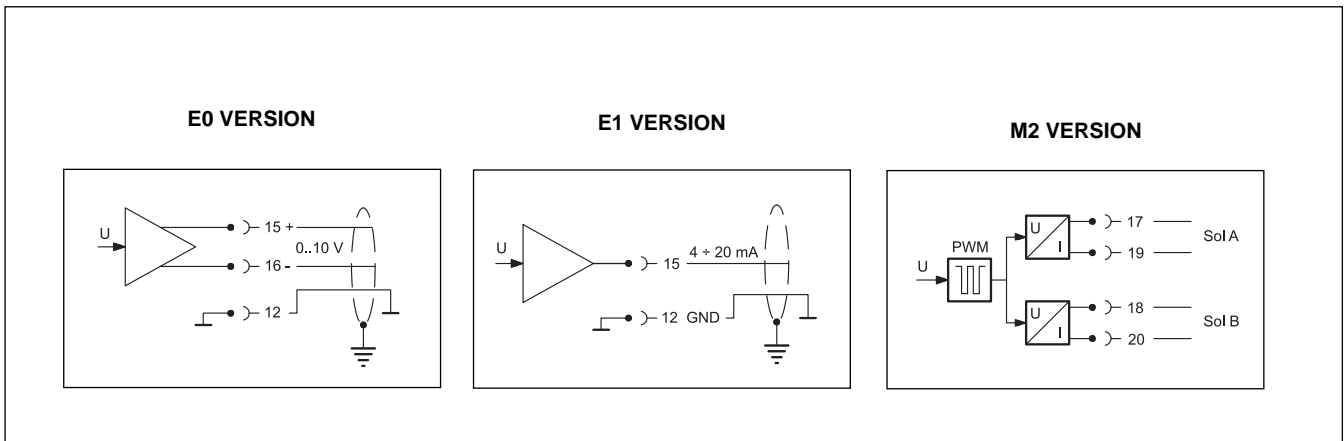 E0 VERSION
U
15 +
0..10 V
16 -
12
E1 VERSION
U
15
4 ÷ 20 mA
12 GND
M2 VERSION
U
PWM
U
I
17
19
Sol A
U
I
18
20
Sol B